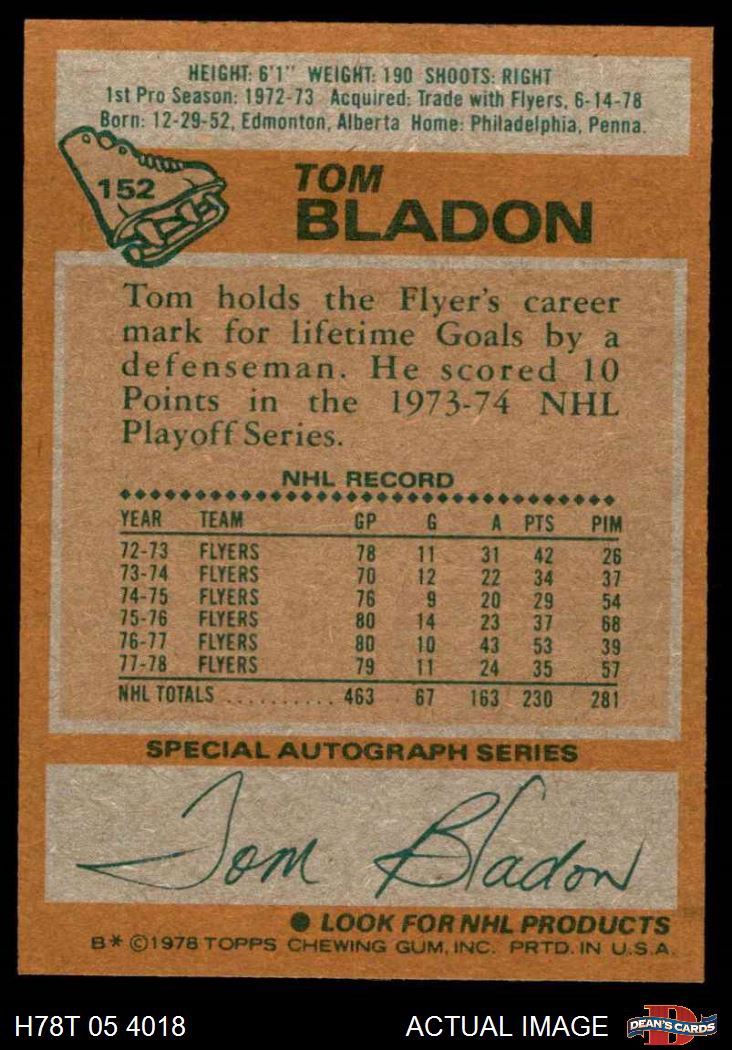 HEIGHT: 6'1" WEIGHT: 190 SHOOTS: RIGHT
1st Pro Season: 1972-73 Acquired: Trade with Flyers, 6-14-78
Born: 12-29-52, Edmonton, Alberta Home: Philadelphia, Penna.
152
TOM
BLADON
Tom holds the Flyer's career
mark for lifetime Goals by a
defenseman. He scored 10
Points in the 1973-74 NHL
Playoff Series.
NHL RECORD
YEAR TEAM GP G A PTS PIM
72-73 FLYERS 78 11 31 42 26
73-74 FLYERS 70 12 22 34 37
74-75 FLYERS 76 9 20 29 54
75-76 FLYERS 80 14 23 37 68
76-77 FLYERS 80 10 43 53 39
77-78 FLYERS 79 11 24 35 57
NHL TOTALS .......... 463 67 163 230 281
SPECIAL AUTOGRAPH SERIES
Tom Bladon
● LOOK FOR NHL PRODUCTS
B* ©1978 TOPPS CHEWING GUM, INC. PRTD. IN U.S.A.
H78T 05 4018 ACTUAL IMAGE D DEAN'S CARDS